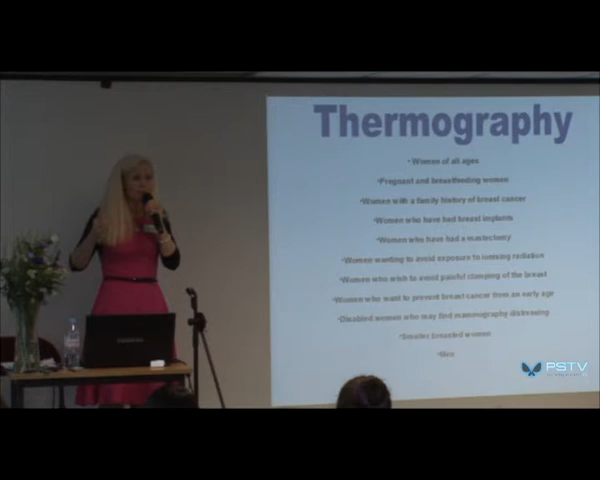 Thermography
•Women of all ages
•Pregnant and breastfeeding women
•Women with a family history of breast cancer
•Women who have had breast implants
•Women who have had a mastectomy
•Women wanting to avoid exposure to ionising radiation
•Women who wish to avoid painful clamping of the breast
•Women who want to prevent breast cancer from an early age
•Disabled women who may find mammography distressing
•Smaller breasted women
•Men
PSTV